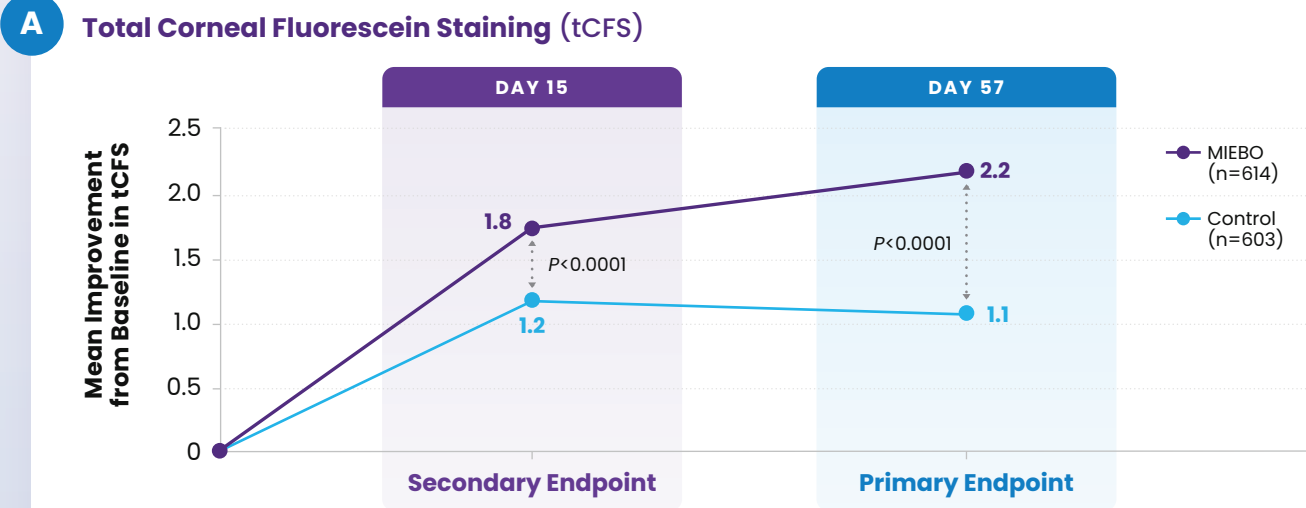 A
Total Corneal Fluorescein Staining (tCFS)
DAY 15
DAY 57
Mean Improvement
from Baseline in tCFS
2.5
2.0
1.5
1.0
0.5
0
1.8
P<0.0001
1.2
2.2
P<0.0001
1.1
MIEBO
(n=614)
Control
(n=603)
Secondary Endpoint
Primary Endpoint